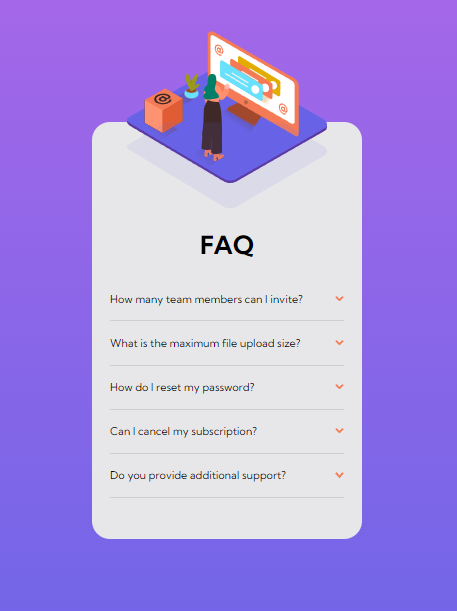 @
@
@
FAQ
How many team members can I invite?
What is the maximum file upload size?
How do I reset my password?
Can I cancel my subscription?
Do you provide additional support?